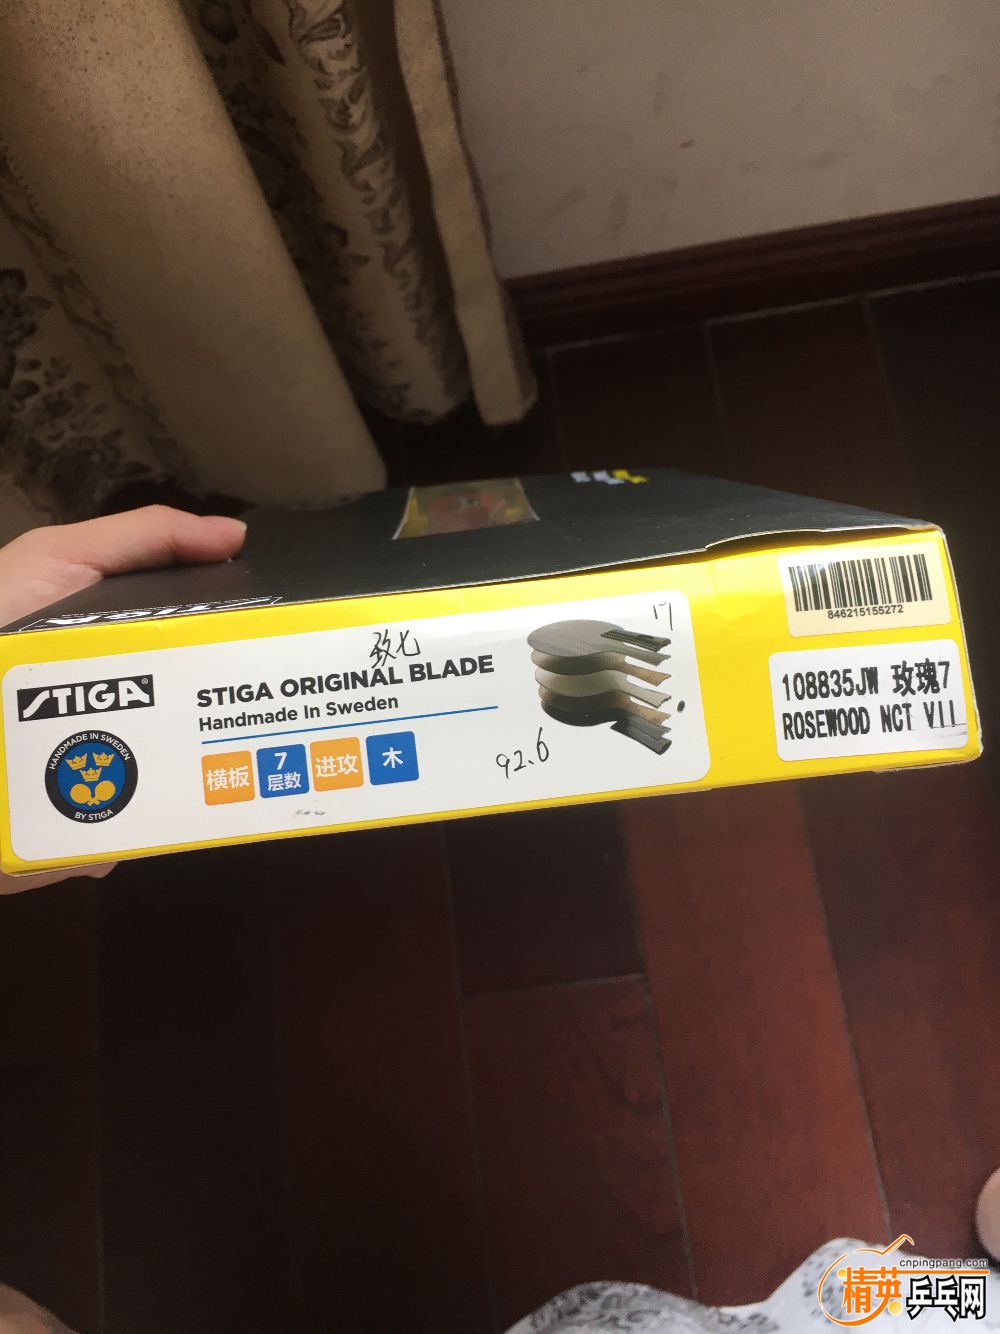 846215155272
17
玫七
STIGA
STIGA ORIGINAL BLADE
Handmade In Sweden
108835JW 玫瑰7
ROSEWOOD NCT VII
HANDMADE IN SWEDEN
BY STIGA
横板
7
层数
进攻
木
92.6
cnpingpang.com
精英乒乓网